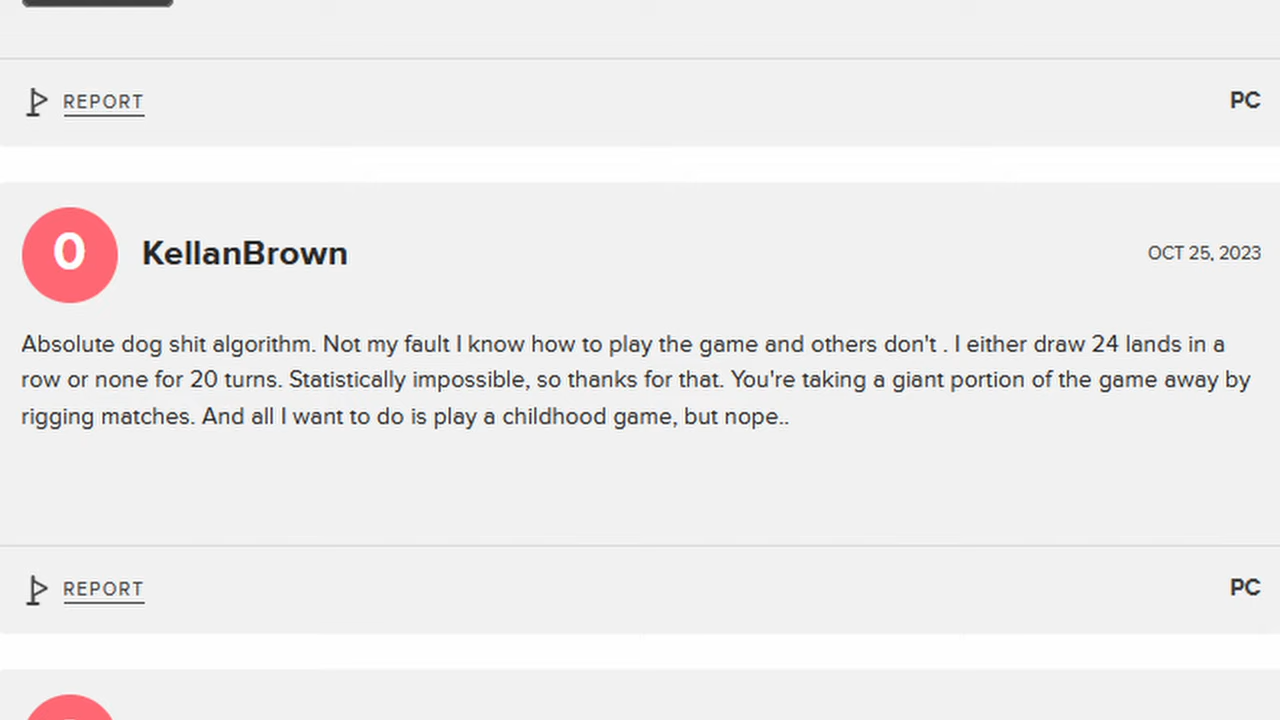 REPORT
PC
0
KellanBrown
OCT 25, 2023
Absolute dog shit algorithm. Not my fault I know how to play the game and others don't . I either draw 24 lands in a
row or none for 20 turns. Statistically impossible, so thanks for that. You're taking a giant portion of the game away by
rigging matches. And all I want to do is play a childhood game, but nope..
REPORT
PC